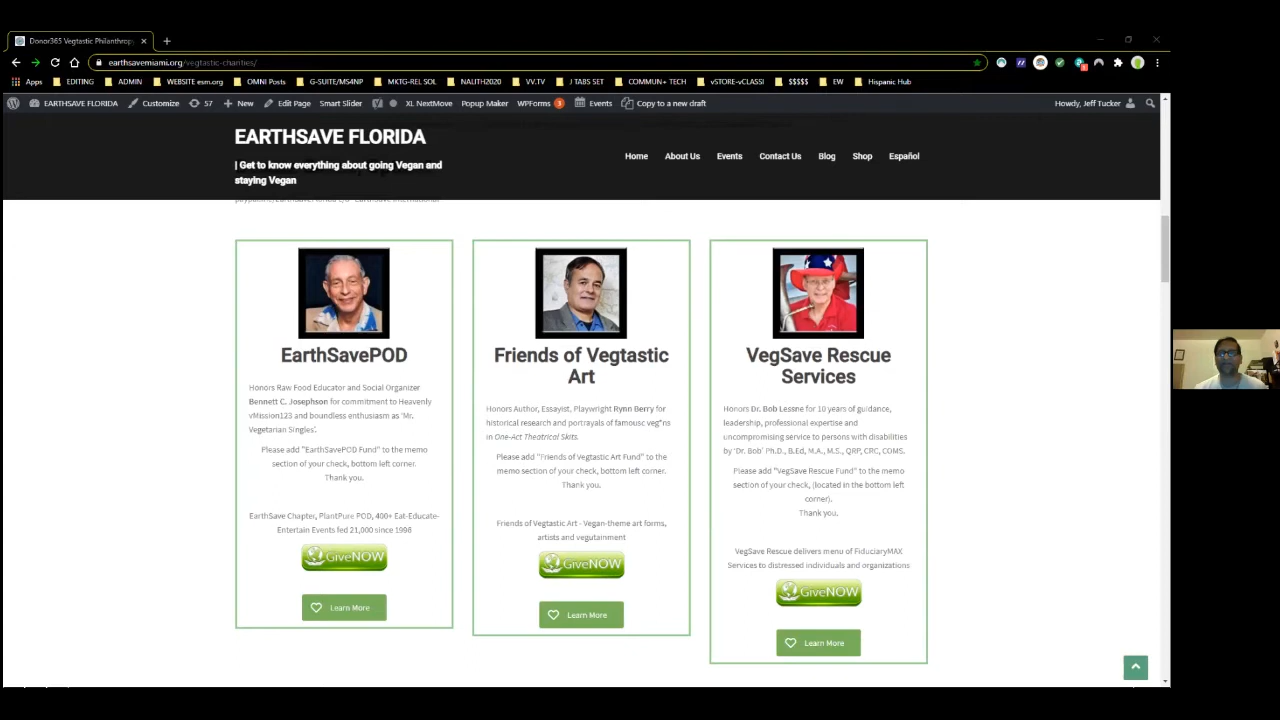 Donor365 Vegtastic Philanthropy
earthsavemiami.org/vegtastic-charities/
Apps EDITING ADMIN WEBSITE esm.org OMNI Posts G-SUITE/MS4NP MKTG-REL SOL NALITH2020 VV.TV J TABS SET COMMUN+ TECH vSTORE-vCLASSI $$$$$ EW Hispanic Hub
EARTHSAVE FLORIDA Customize 57 New Edit Page Smart Slider XL NextMove Popup Maker WPForms 3 Events Copy to a new draft Howdy, Jeff Tucker
EARTHSAVE FLORIDA
| Get to know everything about going Vegan and
staying Vegan
Home About Us Events Contact Us Blog Shop Español
EarthSavePOD
Honors Raw Food Educator and Social Organizer
Bennett C. Josephson for commitment to Heavenly
vMission123 and boundless enthusiasm as 'Mr.
Vegetarian Singles'.
Please add "EarthSavePOD Fund" to the memo
section of your check, bottom left corner.
Thank you.
EarthSave Chapter, PlantPure POD, 400+ Eat-Educate-
Entertain Events fed 21,000 since 1996
GiveNOW
Learn More
Friends of Vegtastic
Art
Honors Author, Essayist, Playwright Rynn Berry for
historical research and portrayals of famousc veg*ns
in One-Act Theatrical Skits.
Please add "Friends of Vegtastic Art Fund" to the
memo section of your check, bottom left corner.
Thank you.
Friends of Vegtastic Art - Vegan-theme art forms,
artists and vegutainment
GiveNOW
Learn More
VegSave Rescue
Services
Honors Dr. Bob Lessne for 10 years of guidance,
leadership, professional expertise and
uncompromising service to persons with disabilities
by 'Dr. Bob' Ph.D., B.Ed, M.A., M.S., QRP, CRC, COMS.
Please add "VegSave Rescue Fund" to the memo
section of your check, (located in the bottom left
corner).
Thank you.
VegSave Rescue delivers menu of FiduciaryMAX
Services to distressed individuals and organizations
GiveNOW
Learn More